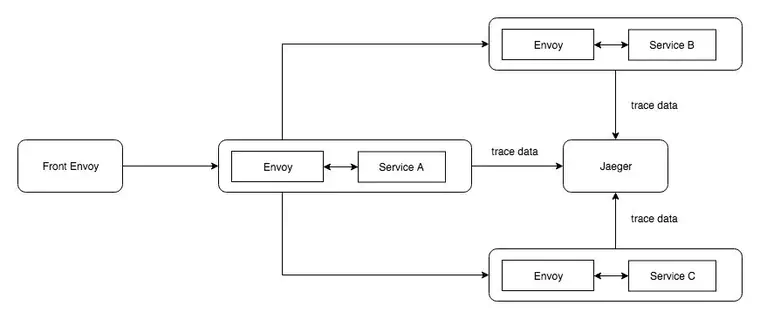 Envoy
Service B
trace data
Front Envoy
Envoy
Service A
trace data
Jaeger
trace data
Envoy
Service C